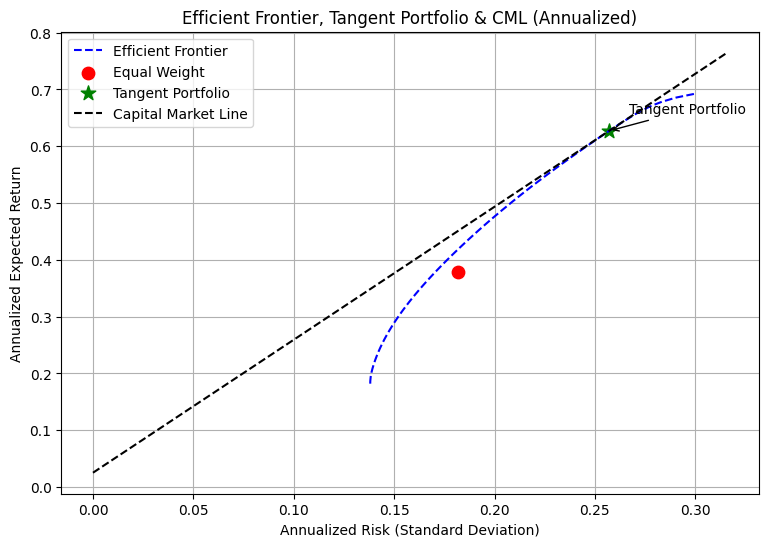 Efficient Frontier, Tangent Portfolio & CML (Annualized)
Efficient Frontier
Equal Weight
Tangent Portfolio
Capital Market Line
Tangent Portfolio
Annualized Expected Return
0.8
0.7
0.6
0.5
0.4
0.3
0.2
0.1
0.0
0.00 0.05 0.10 0.15 0.20 0.25 0.30
Annualized Risk (Standard Deviation)